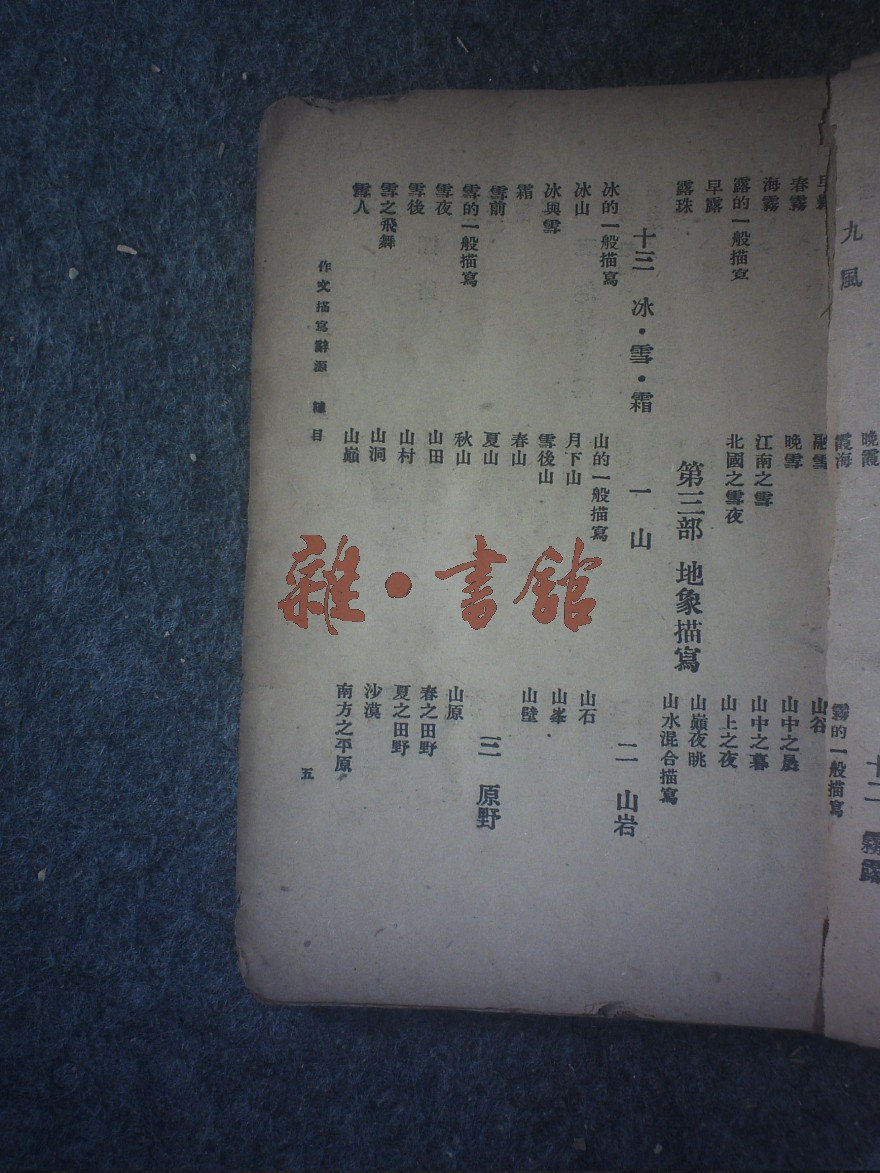 九 風
春霧
海霧
露的一般描寫
早露
露珠
十三 冰・雪・霜
冰的一般描寫
冰山
冰與雪
霜
雪前
雪的一般描寫
雪夜
雪後
雪之飛舞
雪人
晚霞
霞海
融雪
晚雪
江南之雪
北國之雪夜
第三部 地象描寫
一 山
山的一般描寫
月下山
雪後山
春山
夏山
秋山
山田
山村
山洞
山巔
十二 霧露
霧的一般描寫
山谷
山中之晨
山中之暮
山上之夜
山巔夜眺
山水混合描寫
二 山岩
山石
山峯
山壁
三 原野
山原
春之田野
夏之田野
沙漠
南方之平原
作文描寫辭源 總目
五
雜・書館